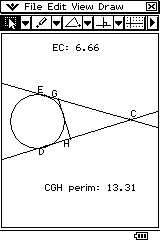 File Edit View Draw
EC: 6.66
E G
C
H
D
CGH perim: 13.31